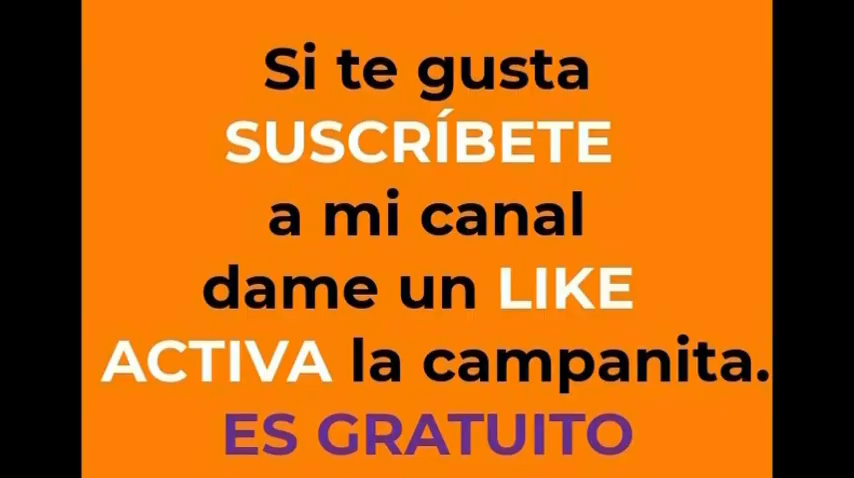 Si te gusta
SUSCRÍBETE
a mi canal
dame un LIKE
ACTIVA la campanita.
ES GRATUITO